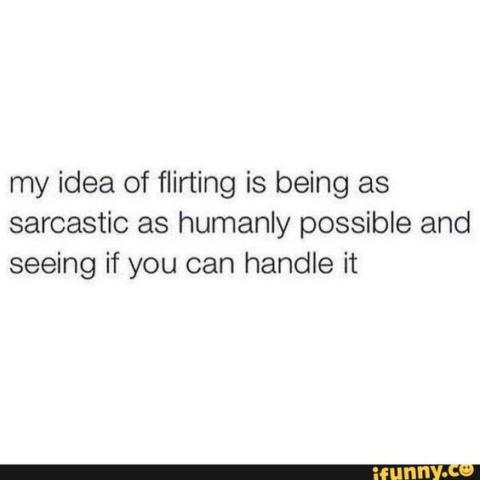 my idea of flirting is being as
sarcastic as humanly possible and
seeing if you can handle it
ifunny.co